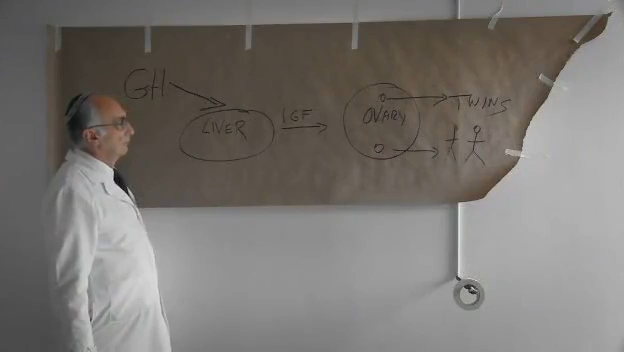 GH
LIVER
IGF
OVARY
TWINS